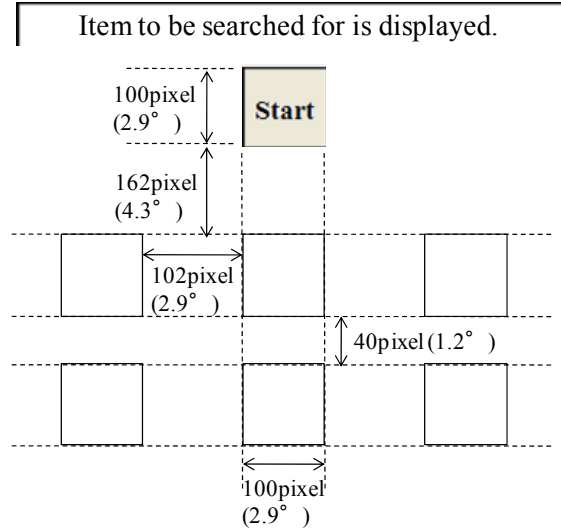 Item to be searched for is displayed.
100pixel
(2.9°)
Start
162pixel
(4.3°)
102pixel
(2.9°)
40pixel(1.2°)
100pixel
(2.9°)